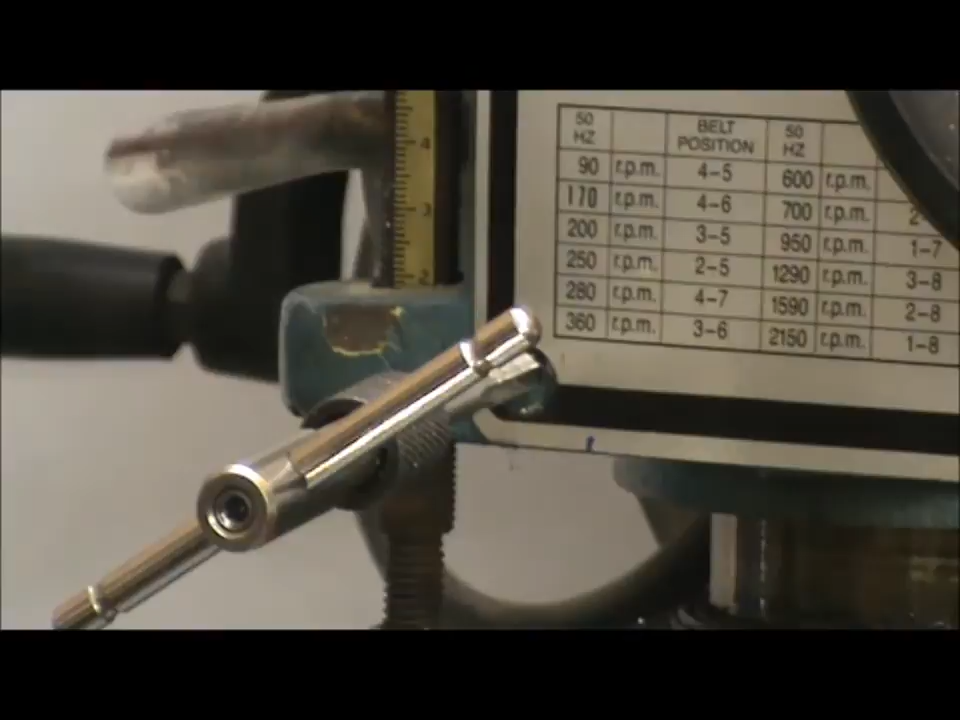 4
3
2
50 HZ BELT POSITION 50 HZ
90 r.p.m. 4-5 600 r.p.m.
170 r.p.m. 4-6 700 r.p.m. 2-
200 r.p.m. 3-5 950 r.p.m. 1-7
250 r.p.m. 2-5 1290 r.p.m. 3-8
280 r.p.m. 4-7 1590 r.p.m. 2-8
360 r.p.m. 3-6 2150 r.p.m. 1-8